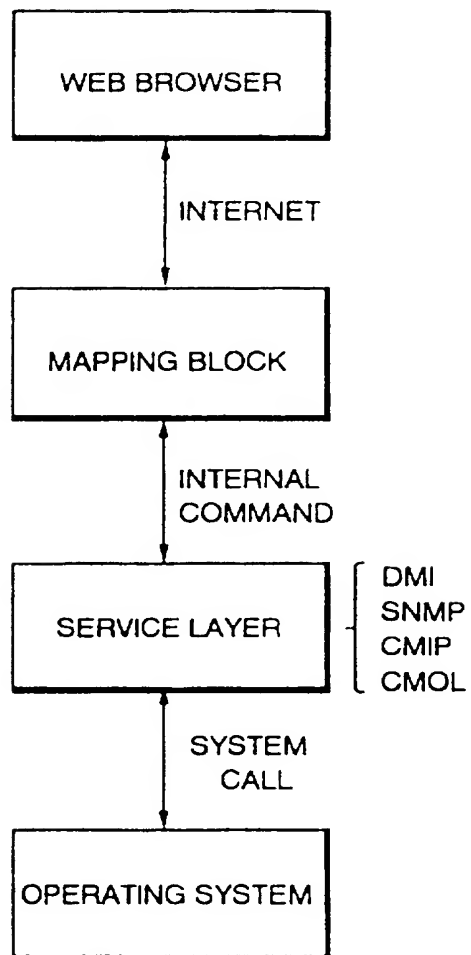 WEB BROWSER
INTERNET
MAPPING BLOCK
INTERNAL
COMMAND
SERVICE LAYER
DMI
SNMP
CMIP
CMOL
SYSTEM
CALL
OPERATING SYSTEM